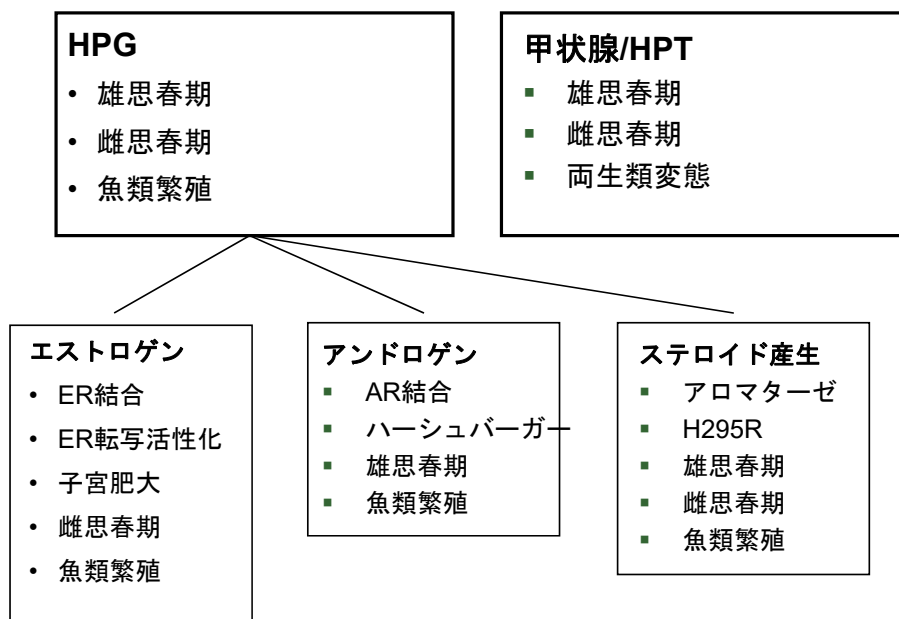 HPG
• 雄思春期
• 雌思春期
• 魚類繁殖
甲状腺/HPT
▪ 雄思春期
▪ 雌思春期
▪ 両生類変態
エストロゲン
• ER結合
• ER転写活性化
• 子宮肥大
• 雌思春期
• 魚類繁殖
アンドロゲン
▪ AR結合
▪ ハーシュバーガー
▪ 雄思春期
▪ 魚類繁殖
ステロイド産生
▪ アロマターゼ
▪ H295R
▪ 雄思春期
▪ 雌思春期
▪ 魚類繁殖